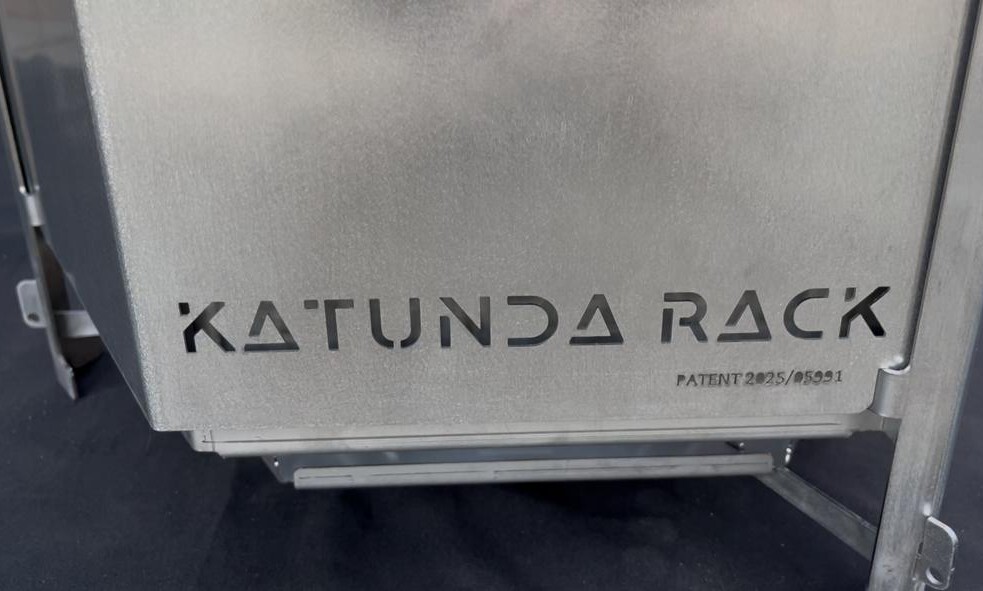 KATUNDA RACK
PATENT 2025/05991